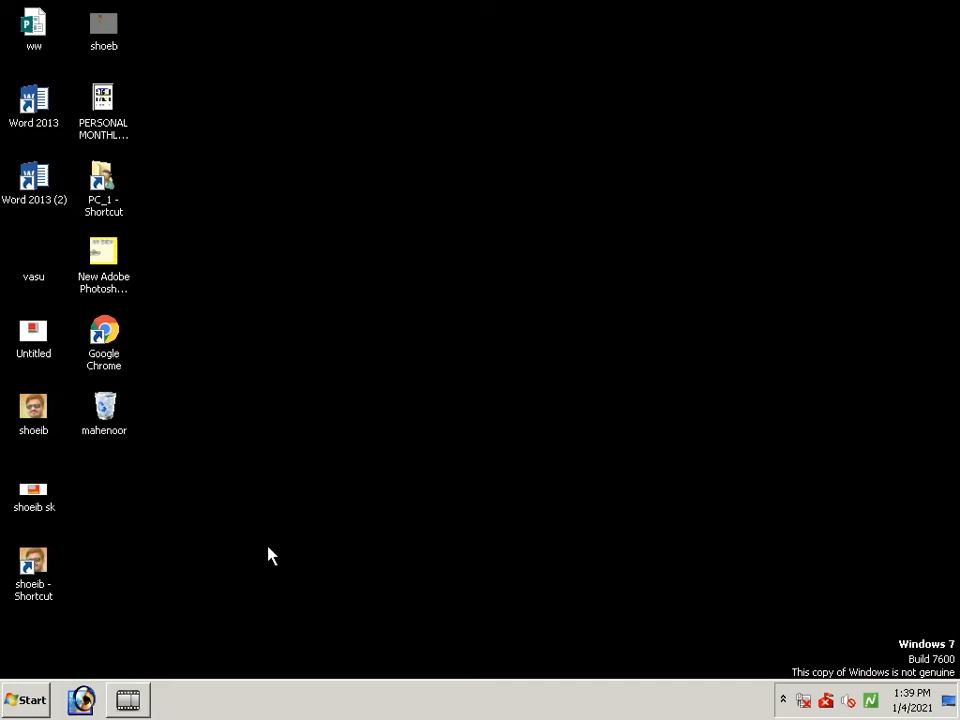 ww
shoeb
Word 2013
PERSONAL
MONTHL...
Word 2013 (2)
PC_1 -
Shortcut
vasu
New Adobe
Photosh...
Untitled
Google
Chrome
shoeib
mahenoor
shoeib sk
shoeib -
Shortcut
Windows 7
Build 7600
This copy of Windows is not genuine
Start
1:39 PM
1/4/2021